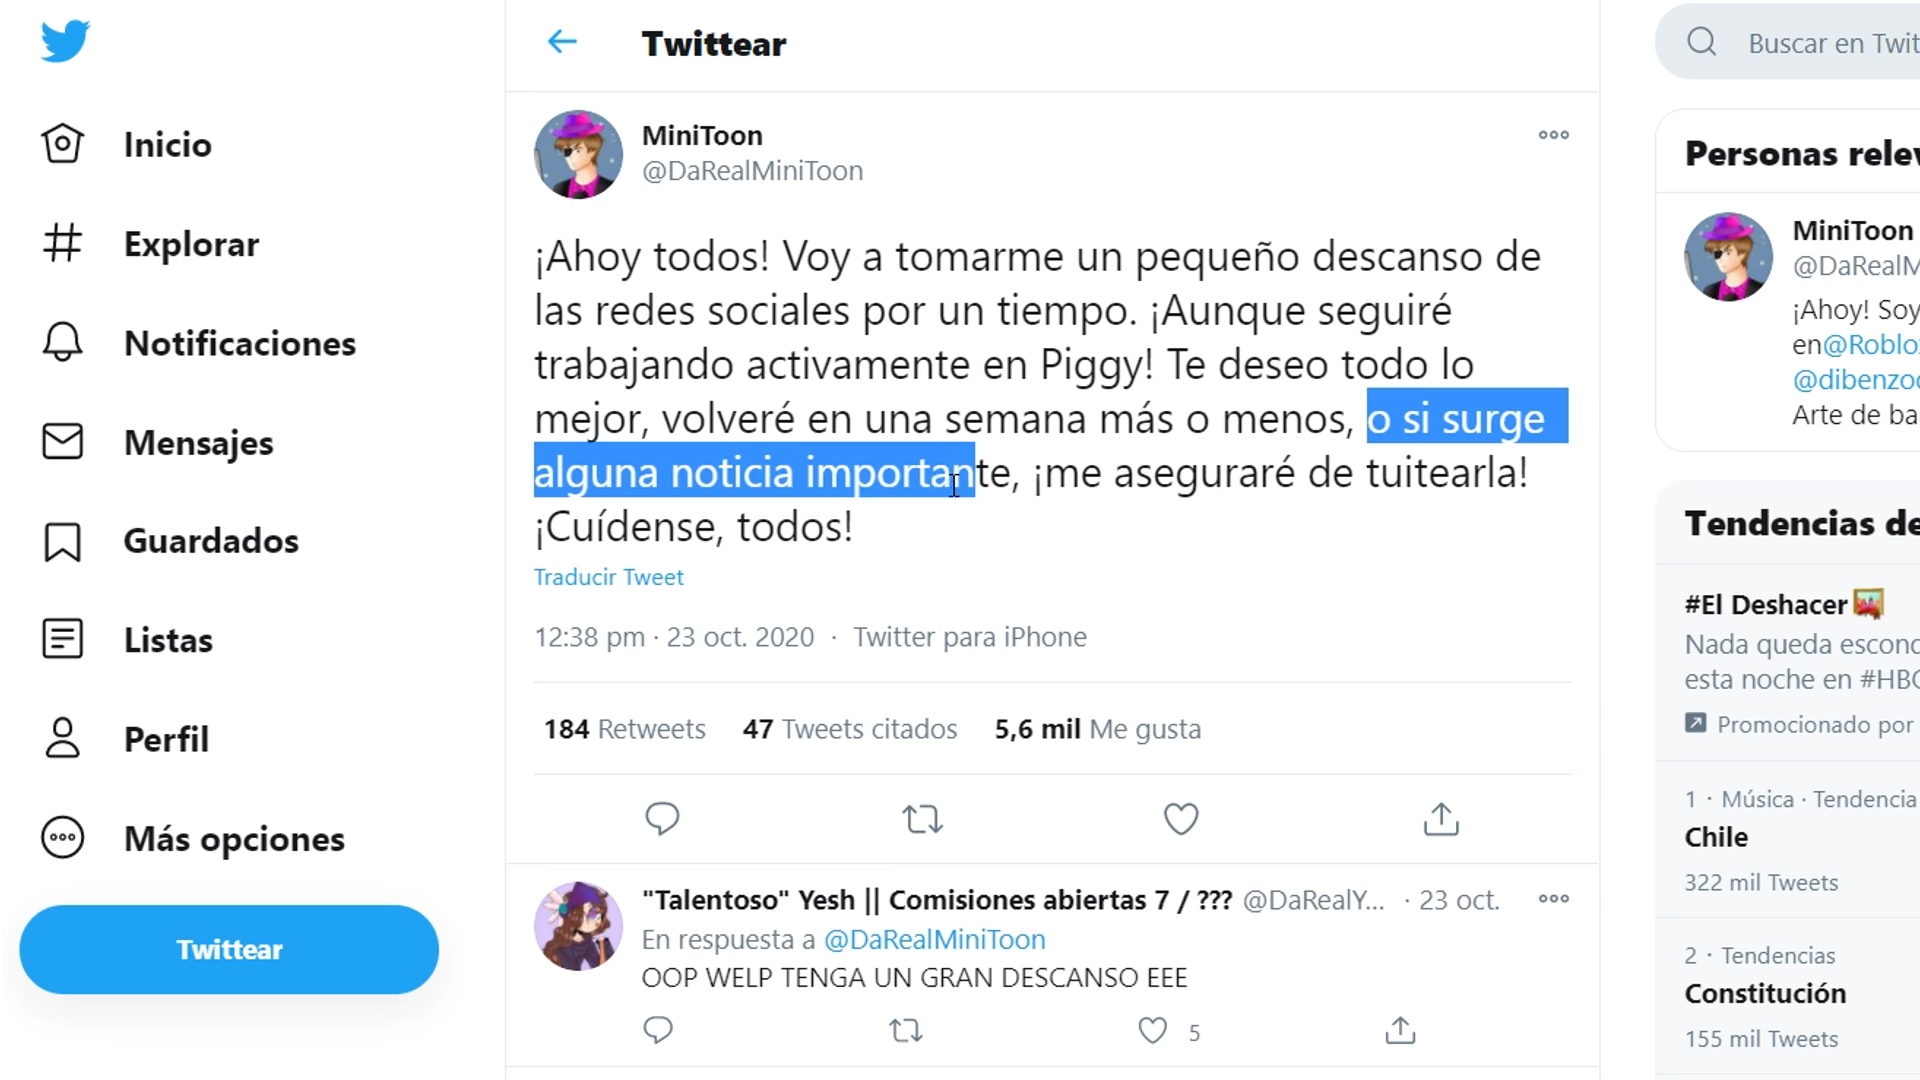 Inicio
Explorar
Notificaciones
Mensajes
Guardados
Listas
Perfil
Más opciones
Twittear
Twittear
MiniToon
@DaRealMiniToon
¡Ahoy todos! Voy a tomarme un pequeño descanso de
las redes sociales por un tiempo. ¡Aunque seguiré
trabajando activamente en Piggy! Te deseo todo lo
mejor, volveré en una semana más o menos, o si surge
alguna noticia importante, ¡me aseguraré de tuitearla!
¡Cuídense, todos!
Traducir Tweet
12:38 pm · 23 oct. 2020 · Twitter para iPhone
184 Retweets 47 Tweets citados 5,6 mil Me gusta
"Talentoso" Yesh || Comisiones abiertas 7 / ??? @DaRealY... · 23 oct.
En respuesta a @DaRealMiniToon
OOP WELP TENGA UN GRAN DESCANSO EEE
5
Buscar en Twit
Personas relev
MiniToon
@DaRealM
¡Ahoy! Soy
en@Roblox
@dibenzoo
Arte de ba
Tendencias de
#El Deshacer
Nada queda escond
esta noche en #HBO
Promocionado por
1 · Música · Tendencia
Chile
322 mil Tweets
2 · Tendencias
Constitución
155 mil Tweets